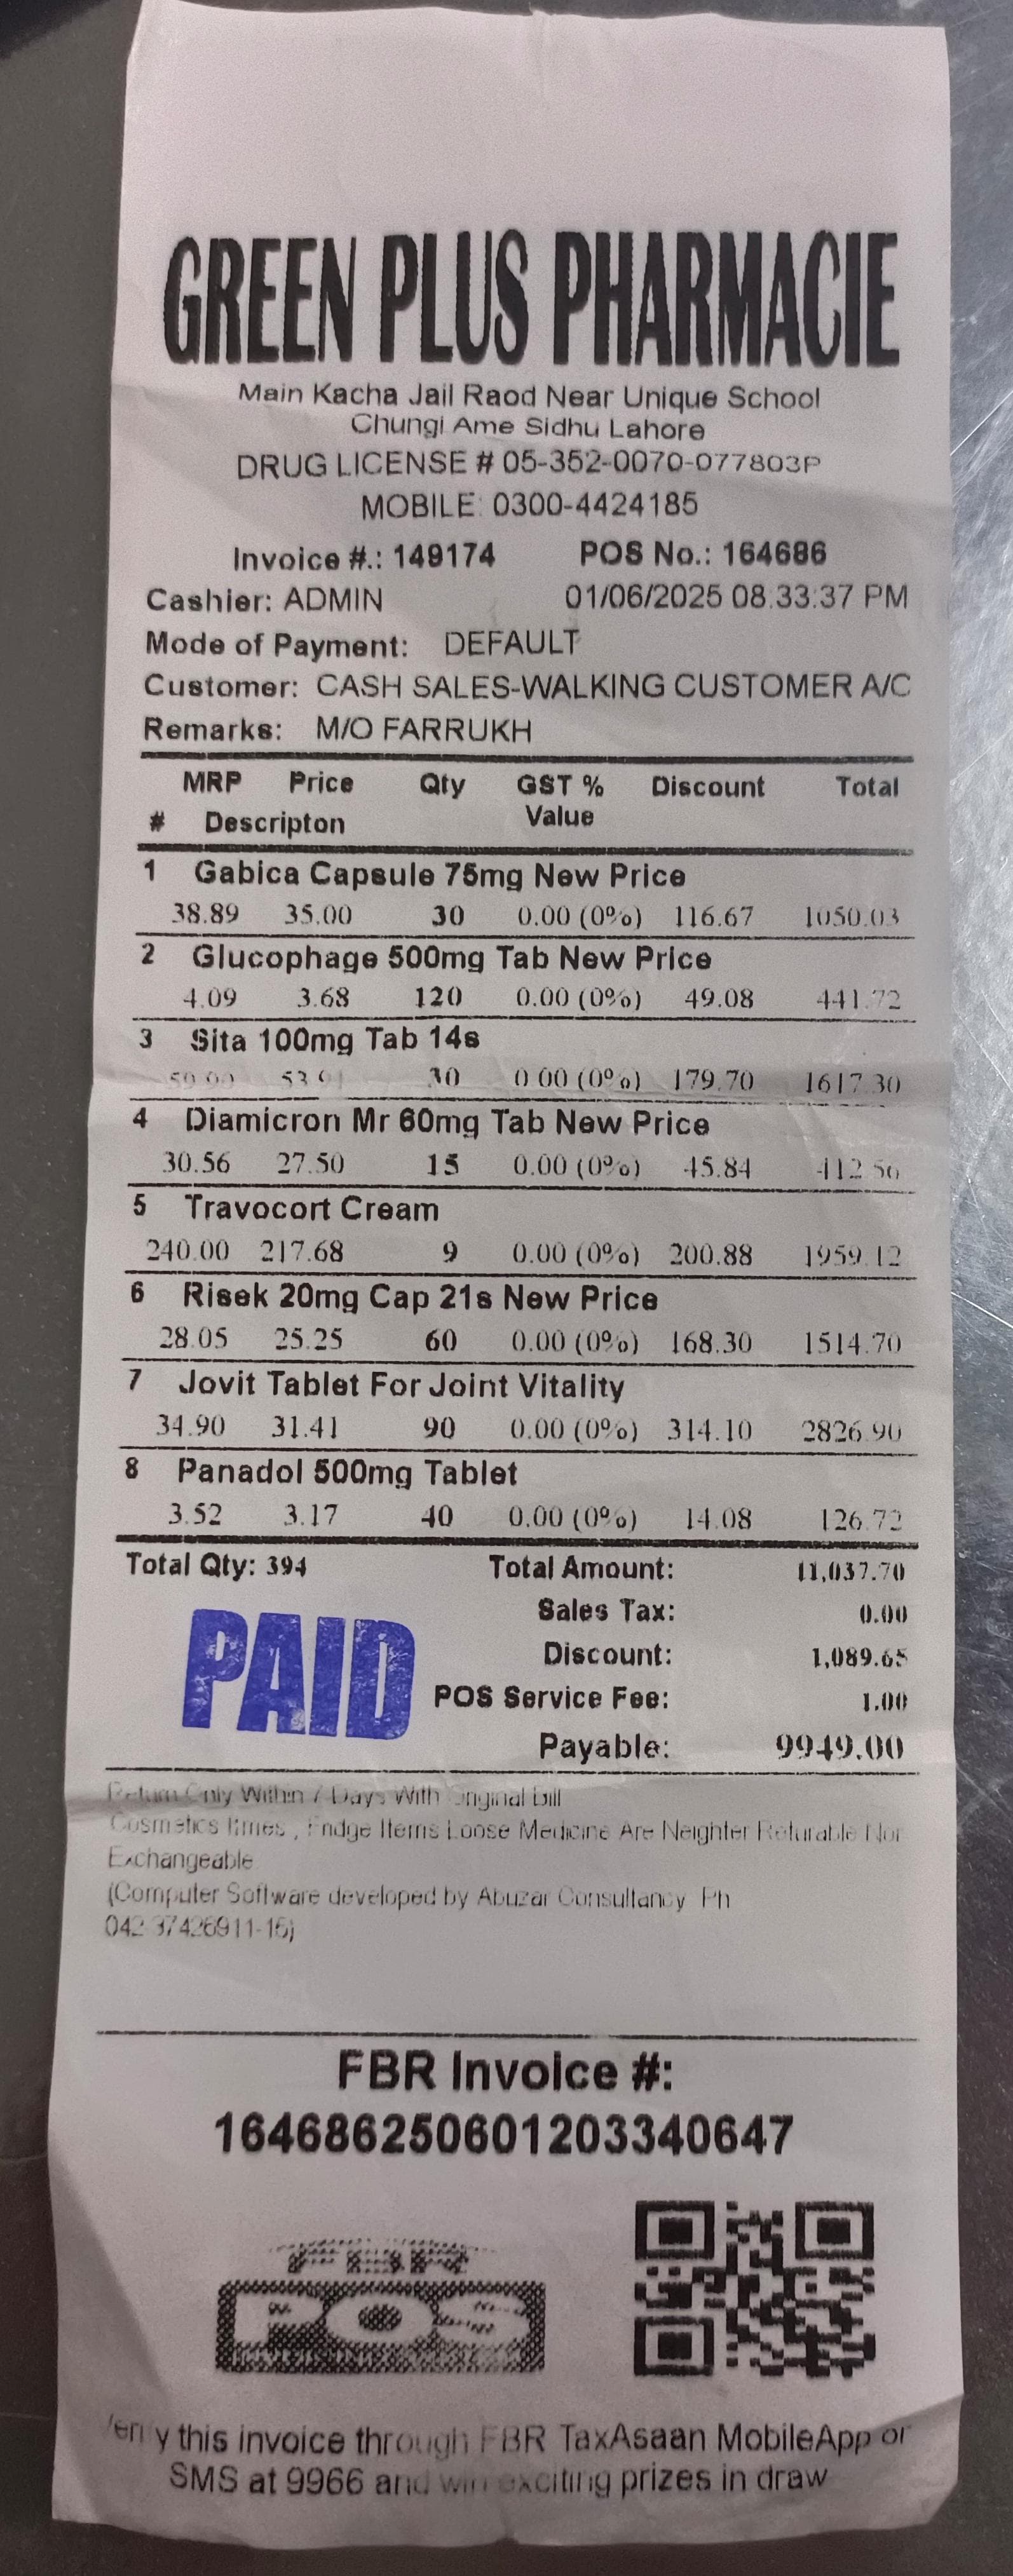 GREEN PLUS PHARMACIE
Main Kacha Jail Raod Near Unique School
Chungi Ame Sidhu Lahore
DRUG LICENSE # 05-352-0070-077803P
MOBILE: 0300-4424185
Invoice #.: 149174 POS No.: 164686
Cashier: ADMIN 01/06/2025 08:33:37 PM
Mode of Payment: DEFAULT
Customer: CASH SALES-WALKING CUSTOMER A/C
Remarks: M/O FARRUKH
MRP Price Qty GST % Discount Total
# Descripton Value
1 Gabica Capsule 75mg New Price
38.89 35.00 30 0.00 (0%) 116.67 1050.03
2 Glucophage 500mg Tab New Price
4.09 3.68 120 0.00 (0%) 49.08 441.72
3 Sita 100mg Tab 14s
30 0.00 (0%) 179.70 1617.30
4 Diamicron Mr 60mg Tab New Price
30.56 27.50 15 0.00 (0%) 45.84 412.56
5 Travocort Cream
240.00 217.68 9 0.00 (0%) 200.88 1959.12
6 Risek 20mg Cap 21s New Price
28.05 25.25 60 0.00 (0%) 168.30 1514.70
7 Jovit Tablet For Joint Vitality
34.90 31.41 90 0.00 (0%) 314.10 2826.90
8 Panadol 500mg Tablet
3.52 3.17 40 0.00 (0%) 14.08 126.72
Total Qty: 394 Total Amount: 11,037.70
Sales Tax: 0.00
Discount: 1,089.65
PAID
POS Service Fee: 1.00
Payable: 9949.00
Return Only Within 7 Days With Original Bill
Cosmetics Itmes , Fridge Items Loose Medicine Are Neighter Returable Nor
Exchangeable
(Computer Software developed by Abuzar Consultancy Ph
042 37426911-15)
FBR Invoice #:
164686250601203340647
FBR
POS
Verify this invoice through FBR TaxAsaan MobileApp or
SMS at 9966 and win exciting prizes in draw